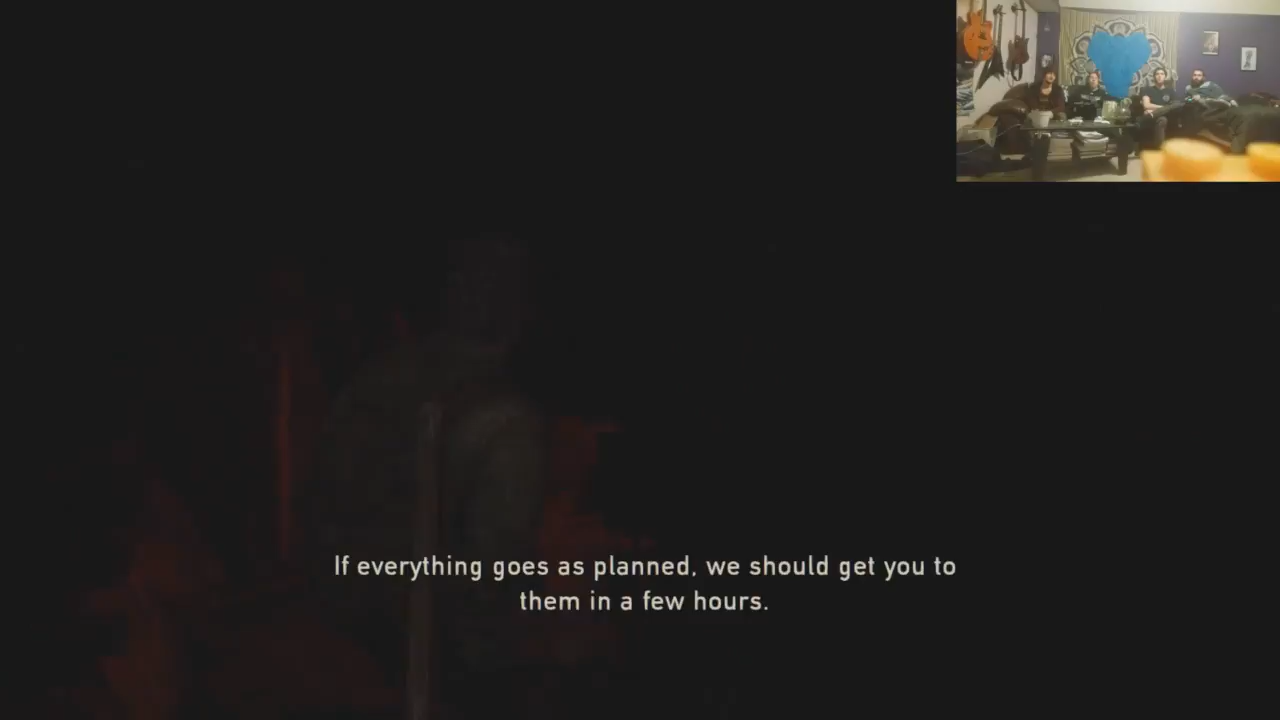 If everything goes as planned, we should get you to
them in a few hours.